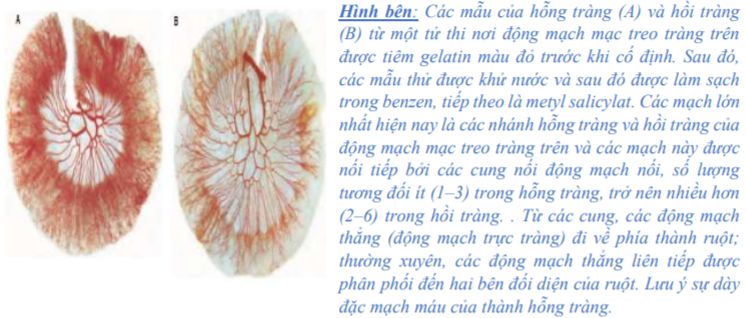 A
B
Hình bên: Các mẫu của hỗng tràng (A) và hồi tràng
(B) từ một tử thi nơi động mạch mạc treo tràng trên
được tiêm gelatin màu đỏ trước khi cố định. Sau đó,
các mẫu thử được khử nước và sau đó được làm sạch
trong benzen, tiếp theo là metyl salicylat. Các mạch lớn
nhất hiện nay là các nhánh hỗng tràng và hồi tràng của
động mạch mạc treo tràng trên và các mạch này được
nối tiếp bởi các cung nối động mạch nối, số lượng
tương đối ít (1–3) trong hỗng tràng, trở nên nhiều hơn
(2–6) trong hồi tràng. . Từ các cung, các động mạch
thẳng (động mạch trực tràng) đi về phía thành ruột;
thường xuyên, các động mạch thẳng liên tiếp được
phân phối đến hai bên đối diện của ruột. Lưu ý sự dày
đặc mạch máu của thành hỗng tràng.